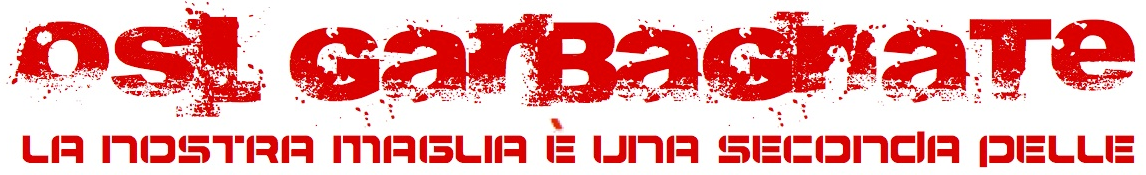 OSL GARBAGNATE
LA NOSTRA MAGLIA È UNA SECONDA PELLE